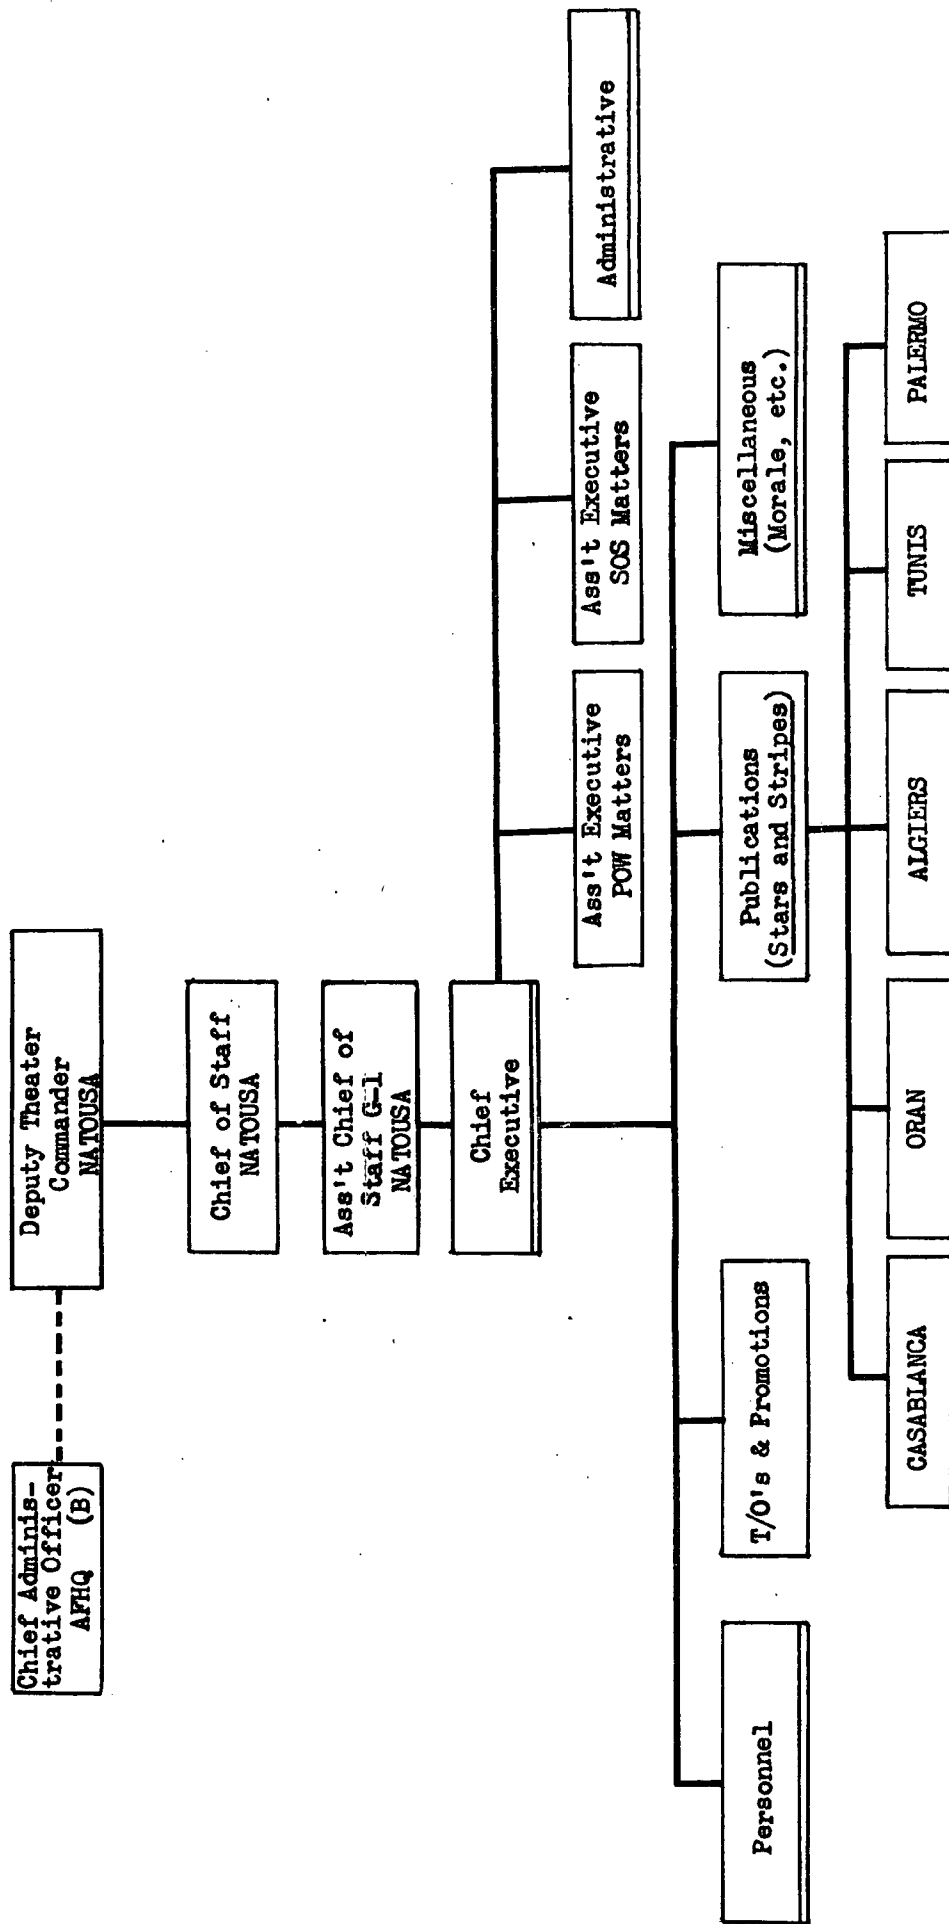 Chief Adminis-
trative Officer
AFHQ (B)
Deputy Theater
Commander
NATOUSA
Chief of Staff
NATOUSA
Ass't Chief of
Staff G-1
NATOUSA
Chief
Executive
Ass't Executive
POW Matters
Ass't Executive
SOS Matters
Administrative
Personnel
T/O's & Promotions
Publications
(Stars and Stripes)
Miscellaneous
(Morale, etc.)
CASABLANCA
ORAN
ALGIERS
TUNIS
PALERMO